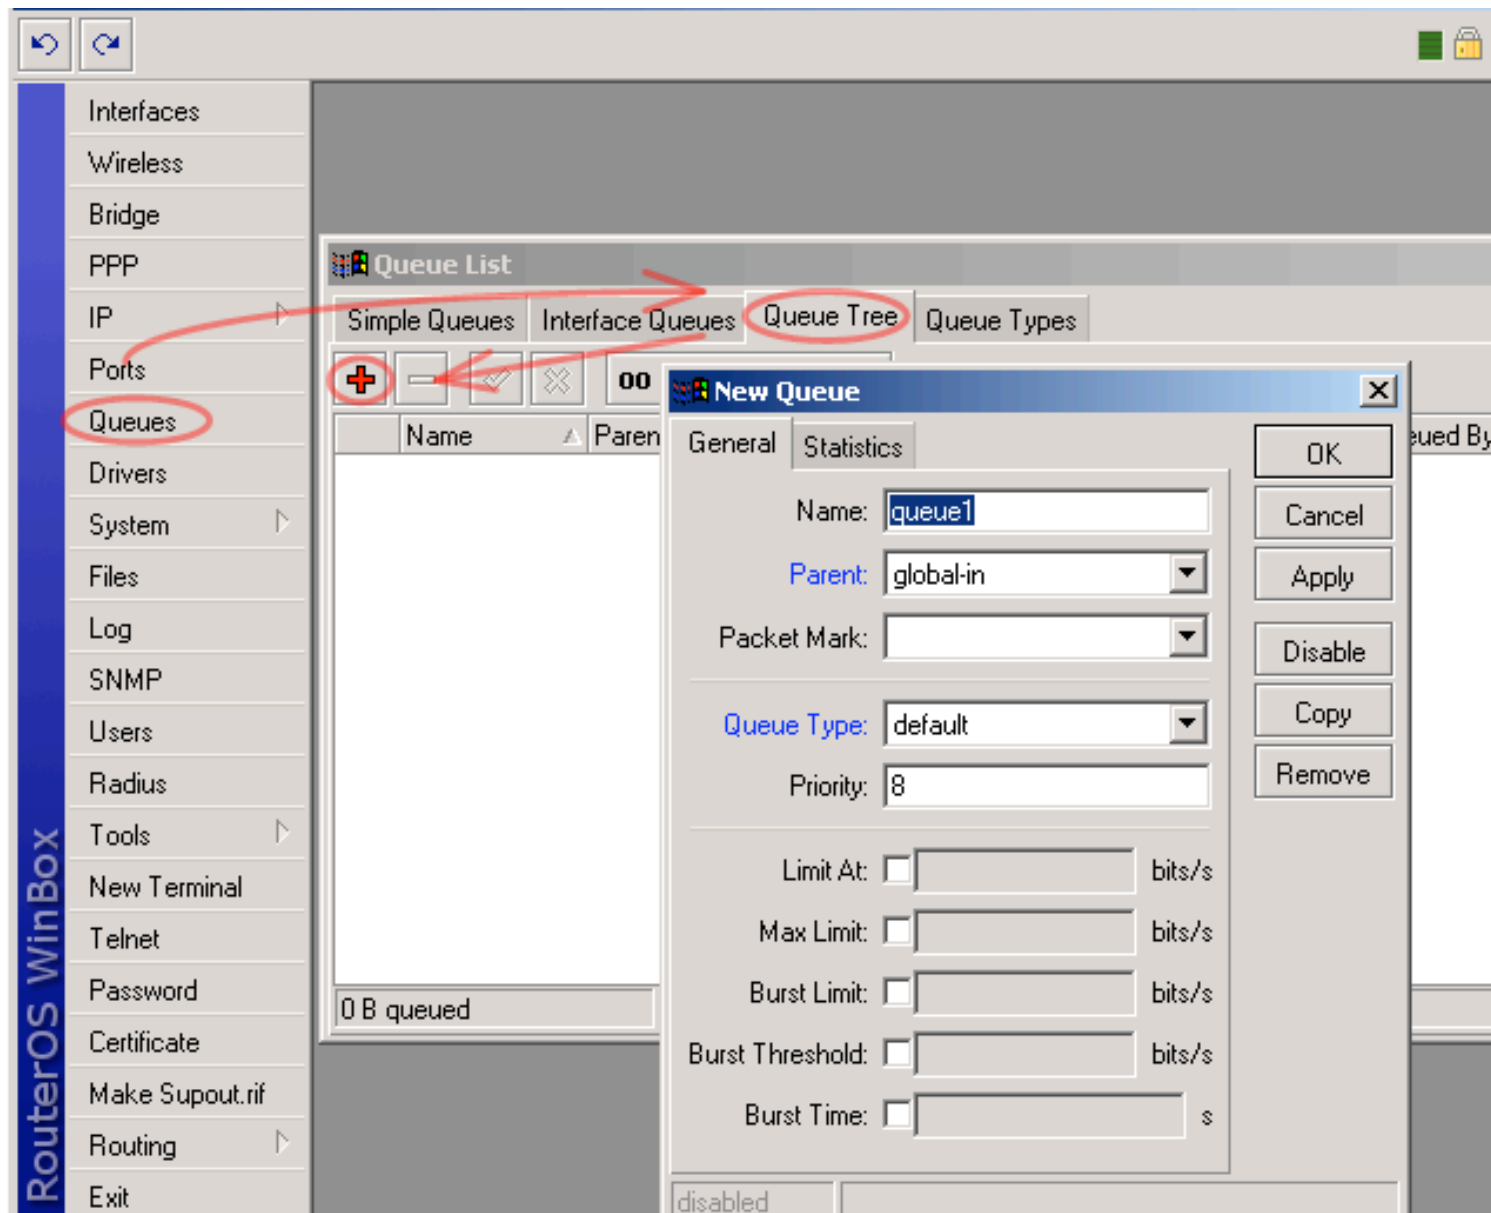 Interfaces
Wireless
Bridge
PPP
IP
Ports
Queues
Drivers
System
Files
Log
SNMP
Users
Radius
Tools
New Terminal
Telnet
Password
Certificate
Make Supout.rif
Routing
Exit
RouterOS WinBox
Queue List
Simple Queues Interface Queues Queue Tree Queue Types
00
Name Paren ued By
0 B queued
New Queue
General Statistics
Name: queue1
Parent: global-in
Packet Mark:
Queue Type: default
Priority: 8
Limit At: bits/s
Max Limit: bits/s
Burst Limit: bits/s
Burst Threshold: bits/s
Burst Time: s
OK
Cancel
Apply
Disable
Copy
Remove
disabled